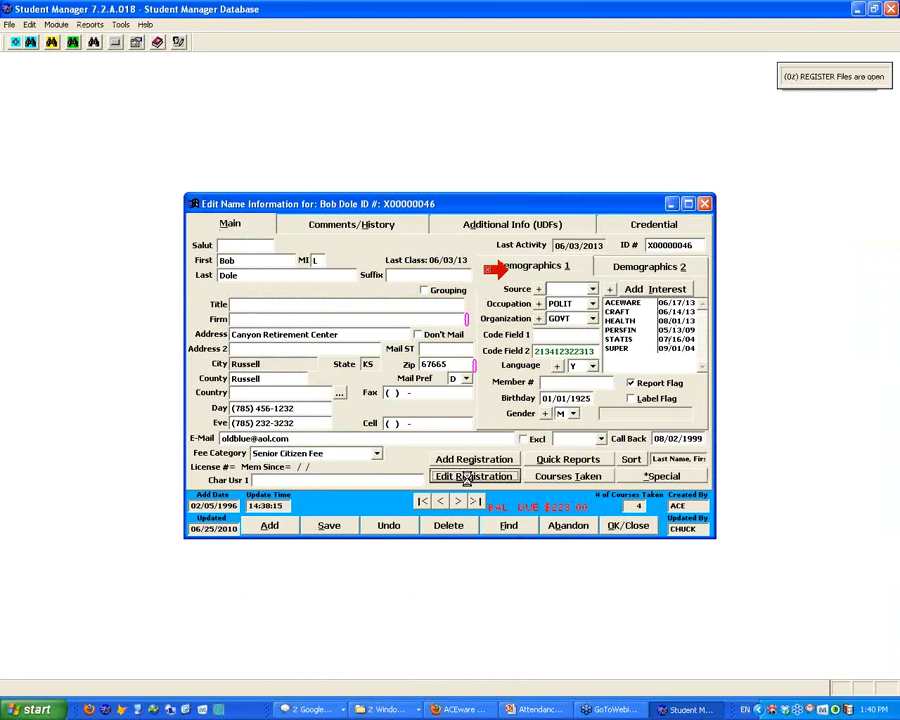 Student Manager 7.2.A.018 - Student Manager Database
File Edit Module Reports Tools Help
(02) REGISTER Files are open
Edit Name Information for: Bob Dole ID #: X00000046
Main Comments/History Additional Info (UDFs) Credential
Salut Last Activity 06/03/2013 ID # X00000046
First Bob MI L Last Class: 06/03/13 Demographics 1 Demographics 2
Last Dole Suffix
Grouping Source + + Add Interest
Title Occupation + POLIT ACEWARE 06/17/13
CRAFT 06/14/13
Firm Organization + GOVT HEALTH 08/01/13
Address Canyon Retirement Center Don't Mail Code Field 1 PERSFIN 05/13/09
STATIS 07/16/04
Address 2 Mail ST Code Field 2 213412322313 SUPER 09/01/04
City Russell State KS Zip 67665 Language + Y
County Russell Mail Pref D Member # Report Flag
Country ... Fax ( ) - Birthday 01/01/1925 Label Flag
Day (785) 456-1232 Gender + M
Eve (785) 232-3232 Cell ( ) -
E-Mail oldblue@aol.com Excl Call Back 08/02/1999
Fee Category Senior Citizen Fee Add Registration Quick Reports Sort Last Name, Firs
License #= Mem Since= / /
Char Usr 1 Edit Registration Courses Taken *Special
Add Date Update Time |< < > >| # of Courses Taken Created By
02/05/1996 14:38:15 BAL DUE $223.00 4 ACE
Updated Updated By
06/25/2010 Add Save Undo Delete Find Abandon OK/Close CHUCK
start 2 Google... 2 Windo... ACEware ... Attendanc... GoToWebi... Student M... EN 1:40 PM